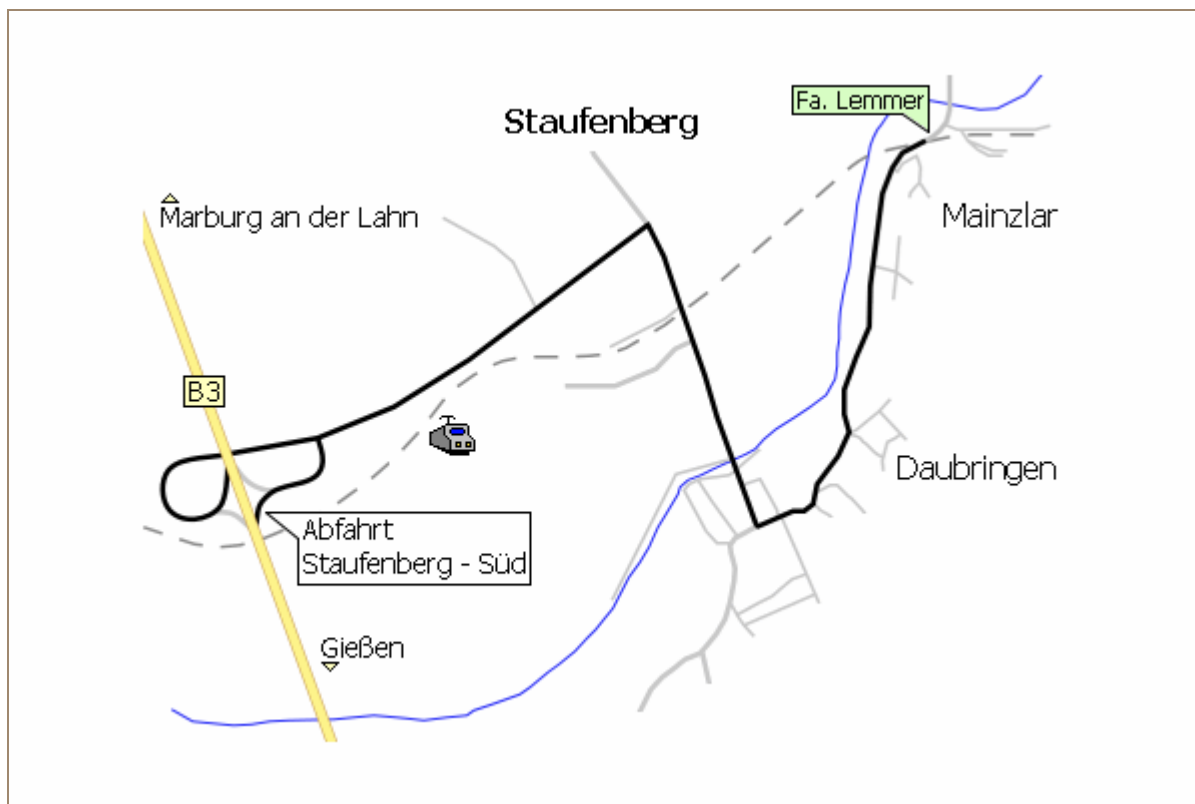 Fa. Lemmer
Staufenberg
Mainzlar
Marburg an der Lahn
B3
Daubringen
Abfahrt
Staufenberg - Süd
Gießen